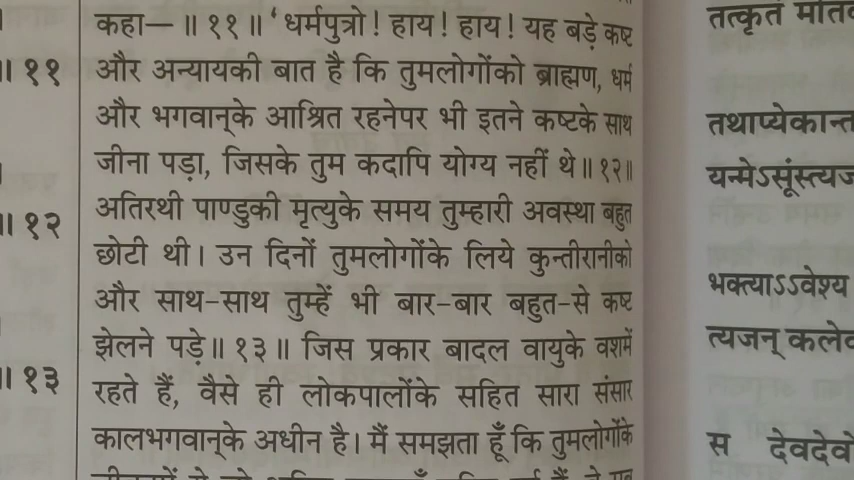 कहा— ॥ ११ ॥ ‘धर्मपुत्रो ! हाय ! हाय ! यह बड़े कष्ट
और अन्यायकी बात है कि तुमलोगोंको ब्राह्मण, धर्म
और भगवान्‌के आश्रित रहनेपर भी इतने कष्टके साथ
जीना पड़ा, जिसके तुम कदापि योग्य नहीं थे ॥ १२ ॥
अतिरथी पाण्डुकी मृत्युके समय तुम्हारी अवस्था बहुत
छोटी थी। उन दिनों तुमलोगोंके लिये कुन्तीरानीको
और साथ-साथ तुम्हें भी बार-बार बहुत-से कष्ट
झेलने पड़े ॥ १३ ॥ जिस प्रकार बादल वायुके वशमें
रहते हैं, वैसे ही लोकपालोंके सहित सारा संसार
कालभगवान्‌के अधीन है। मैं समझता हूँ कि तुमलोगोंके
॥ ११
॥ १२
॥ १३
तत्कृतं
तथाप्येकान्त
यन्मेऽसूंस्त्यज
भक्त्याऽऽवेश्य
त्यजन् कलेव
स देवदेवो